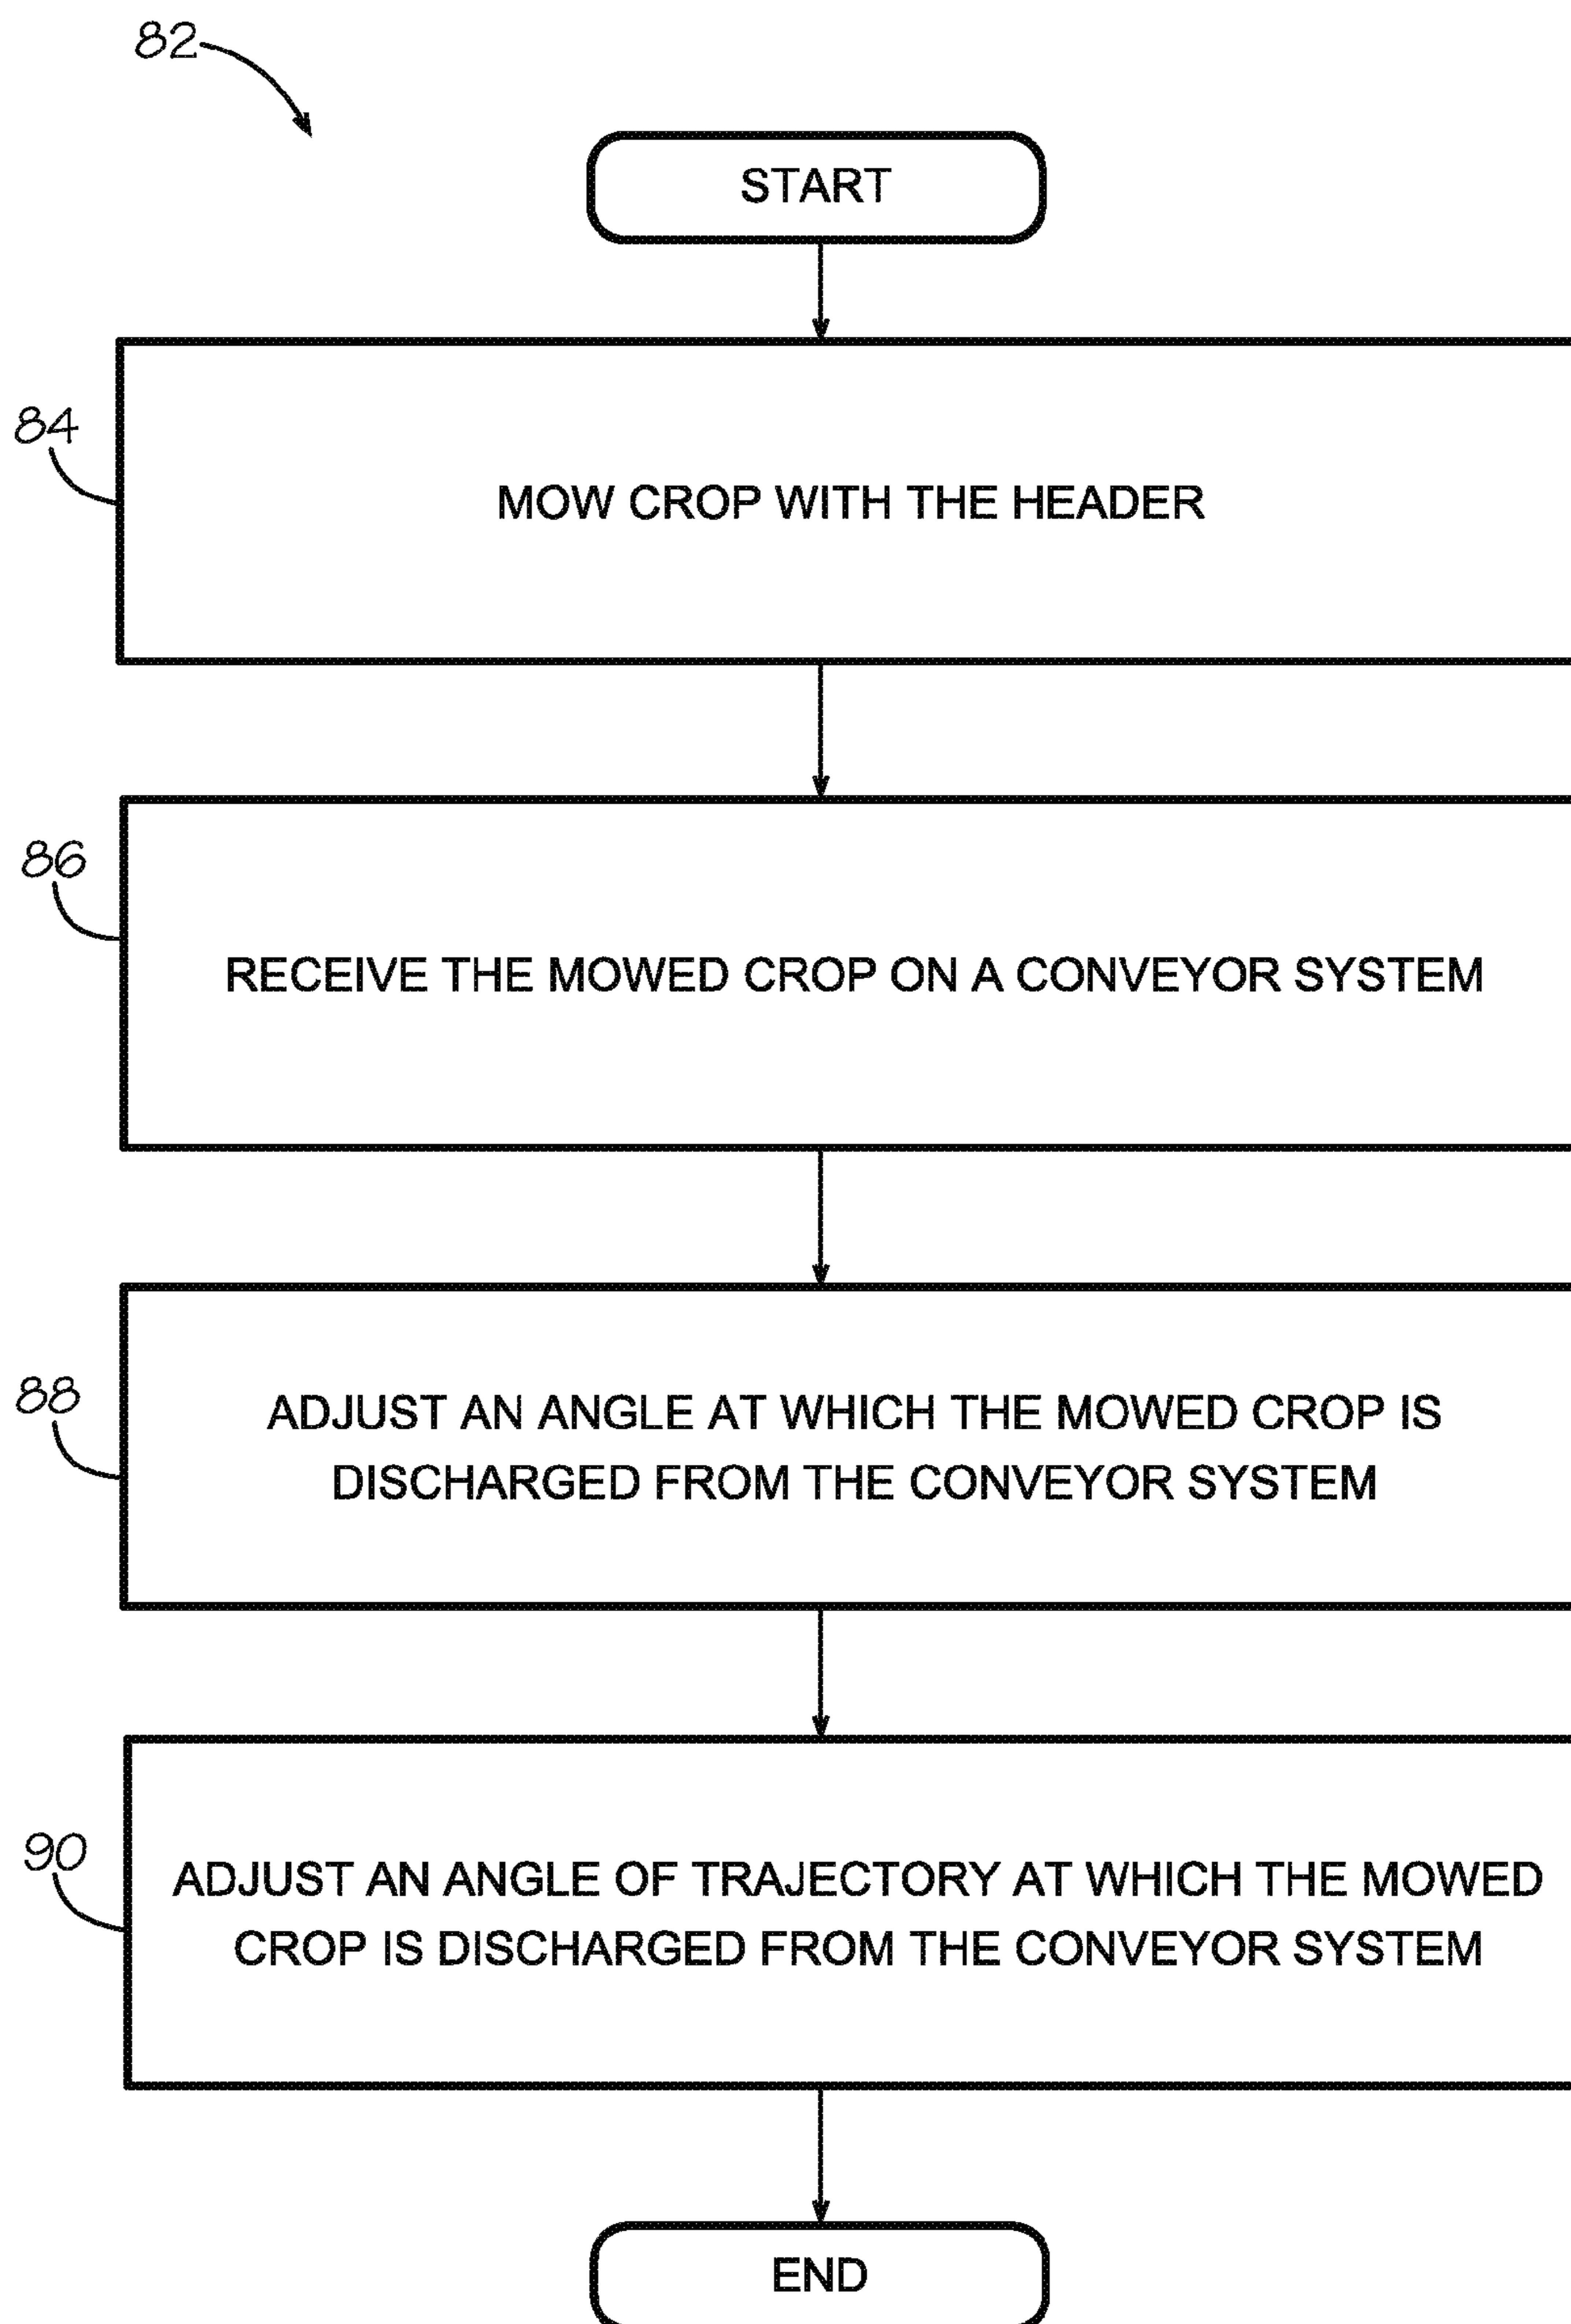 82
START
84
MOW CROP WITH THE HEADER
86
RECEIVE THE MOWED CROP ON A CONVEYOR SYSTEM
88
ADJUST AN ANGLE AT WHICH THE MOWED CROP IS
DISCHARGED FROM THE CONVEYOR SYSTEM
90
ADJUST AN ANGLE OF TRAJECTORY AT WHICH THE MOWED
CROP IS DISCHARGED FROM THE CONVEYOR SYSTEM
END